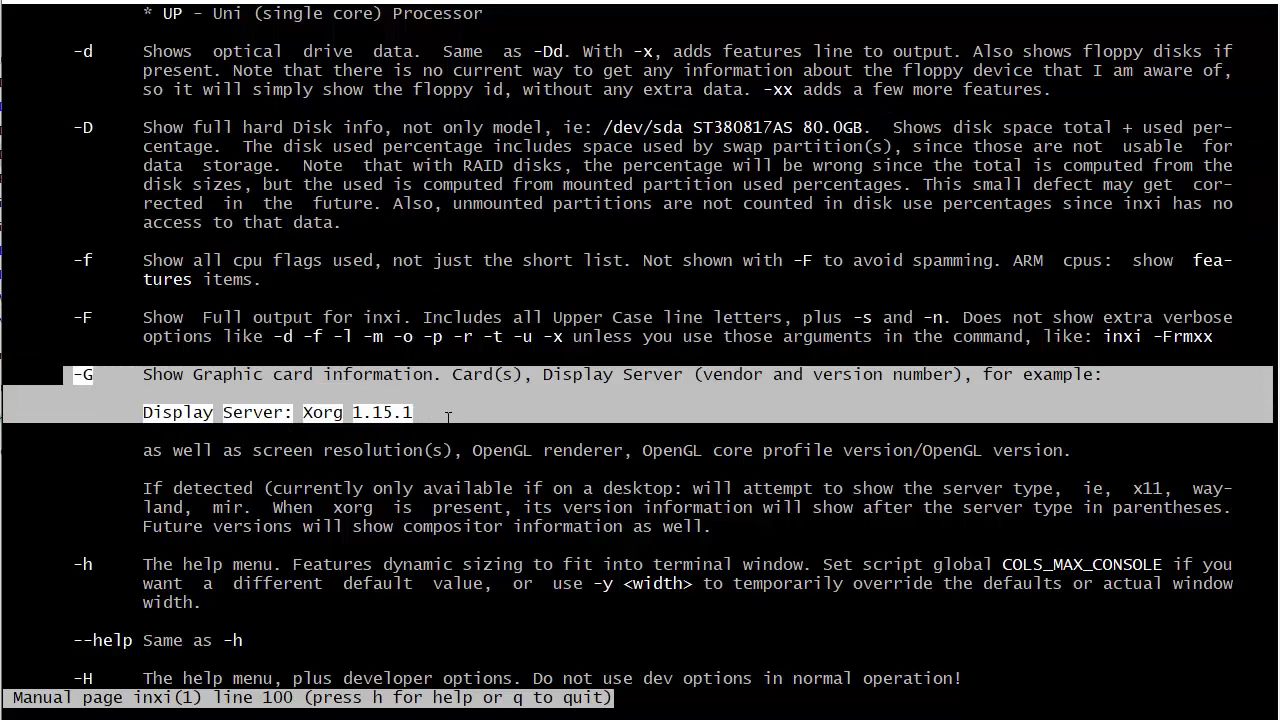 * UP - Uni (single core) Processor
-d Shows optical drive data. Same as -Dd. With -x, adds features line to output. Also shows floppy disks if
present. Note that there is no current way to get any information about the floppy device that I am aware of,
so it will simply show the floppy id, without any extra data. -xx adds a few more features.
-D Show full hard Disk info, not only model, ie: /dev/sda ST380817AS 80.0GB. Shows disk space total + used per-
centage. The disk used percentage includes space used by swap partition(s), since those are not usable for
data storage. Note that with RAID disks, the percentage will be wrong since the total is computed from the
disk sizes, but the used is computed from mounted partition used percentages. This small defect may get cor-
rected in the future. Also, unmounted partitions are not counted in disk use percentages since inxi has no
access to that data.
-f Show all cpu flags used, not just the short list. Not shown with -F to avoid spamming. ARM cpus: show fea-
tures items.
-F Show Full output for inxi. Includes all Upper Case line letters, plus -s and -n. Does not show extra verbose
options like -d -f -l -m -o -p -r -t -u -x unless you use those arguments in the command, like: inxi -Frmxx
-G Show Graphic card information. Card(s), Display Server (vendor and version number), for example:
Display Server: Xorg 1.15.1
as well as screen resolution(s), OpenGL renderer, OpenGL core profile version/OpenGL version.
If detected (currently only available if on a desktop: will attempt to show the server type, ie, x11, way-
land, mir. When xorg is present, its version information will show after the server type in parentheses.
Future versions will show compositor information as well.
-h The help menu. Features dynamic sizing to fit into terminal window. Set script global COLS_MAX_CONSOLE if you
want a different default value, or use -y <width> to temporarily override the defaults or actual window
width.
--help Same as -h
-H The help menu, plus developer options. Do not use dev options in normal operation!
Manual page inxi(1) line 100 (press h for help or q to quit)